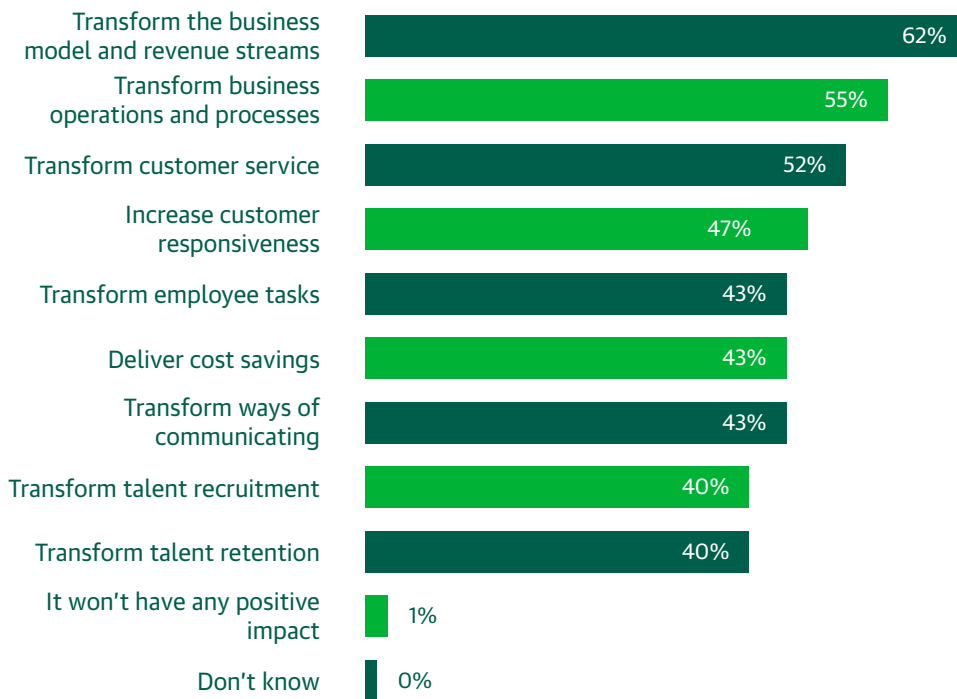 Transform the business
model and revenue streams
62%
Transform business
operations and processes
55%
Transform customer service
52%
Increase customer
responsiveness
47%
Transform employee tasks
43%
Deliver cost savings
43%
Transform ways of
communicating
43%
Transform talent recruitment
40%
Transform talent retention
40%
It won't have any positive
impact
1%
Don't know
0%